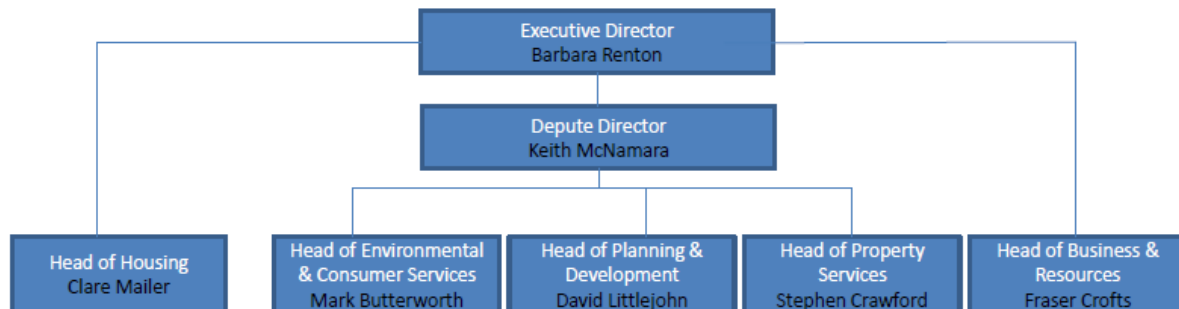 Executive Director
Barbara Renton
Depute Director
Keith McNamara
Head of Housing
Clare Mailer
Head of Environmental
& Consumer Services
Mark Butterworth
Head of Planning &
Development
David Littlejohn
Head of Property
Services
Stephen Crawford
Head of Business &
Resources
Fraser Crofts